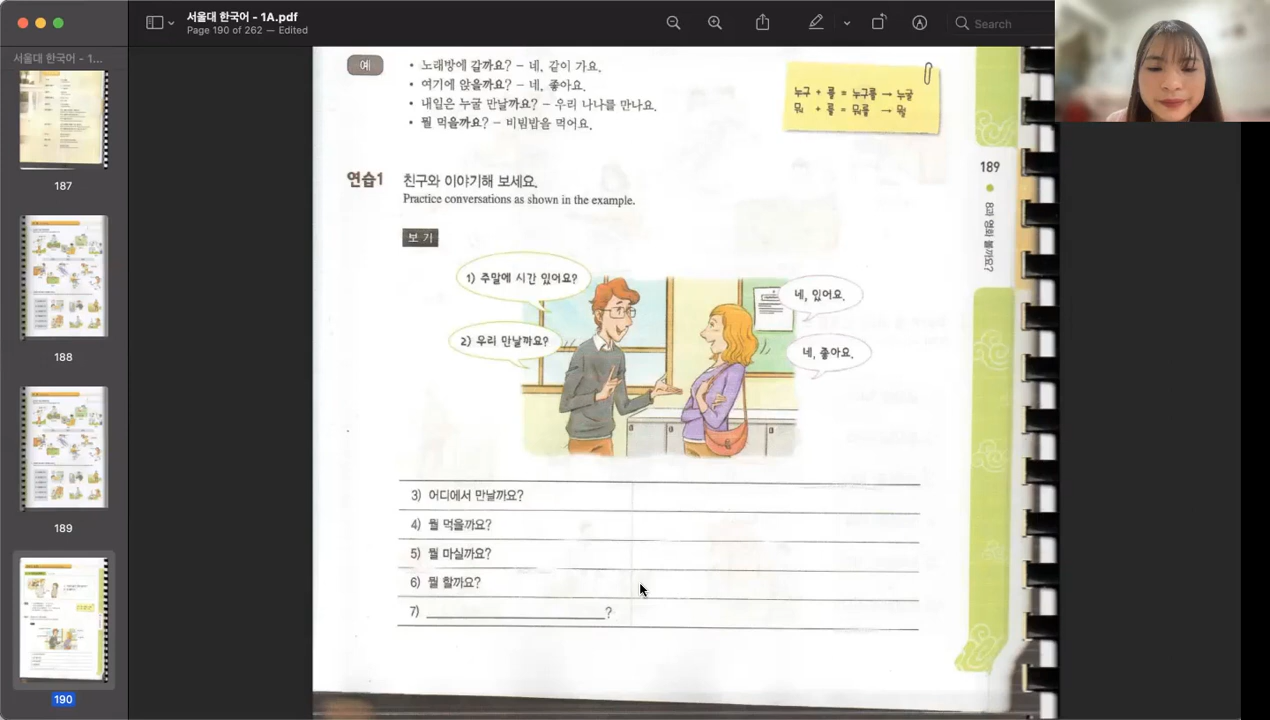 서울대 한국어 - 1A.pdf
Page 190 of 262 — Edited
Search
서울대 한국어 – 1...
187
188
189
190
예
• 노래방에 갈까요? – 네, 같이 가요.
• 여기에 앉을까요? – 네, 좋아요.
• 내일은 누굴 만날까요? – 우리 나나를 만나요.
• 뭘 먹을까요? – 비빔밥을 먹어요.
누구 + 를 = 누구를 → 누굴
뭐 + 를 = 뭐를 → 뭘
189
8과 영화 볼까요?
연습1 친구와 이야기해 보세요.
Practice conversations as shown in the example.
보기
1) 주말에 시간 있어요?
네, 있어요.
2) 우리 만날까요?
네, 좋아요.
3) 어디에서 만날까요?
4) 뭘 먹을까요?
5) 뭘 마실까요?
6) 뭘 할까요?
7) ____________________?